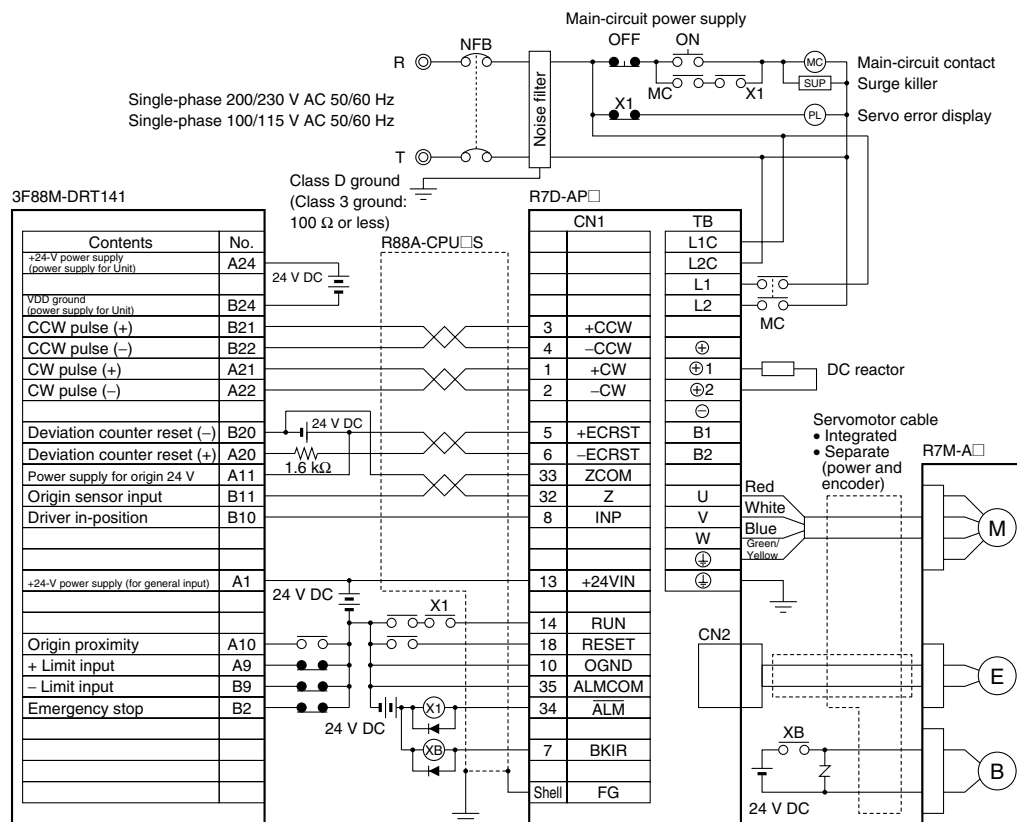 Main-circuit power supply
OFF ON
NFB
R
MC
Main-circuit contact
SUP
Surge killer
MC X1
Single-phase 200/230 V AC 50/60 Hz
Single-phase 100/115 V AC 50/60 Hz
Noise filter
X1
PL
Servo error display
T
Class D ground
(Class 3 ground:
100 Ω or less)
3F88M-DRT141
R88A-CPU□S
R7D-AP□
Contents No.
+24-V power supply
(power supply for Unit) A24
24 V DC
VDD ground
(power supply for Unit) B24
CCW pulse (+) B21
CCW pulse (−) B22
CW pulse (+) A21
CW pulse (−) A22
Deviation counter reset (−) B20
24 V DC
Deviation counter reset (+) A20
1.6 kΩ
Power supply for origin 24 V A11
Origin sensor input B11
Driver in-position B10
+24-V power supply (for general input) A1
24 V DC
X1
Origin proximity A10
+ Limit input A9
− Limit input B9
Emergency stop B2
24 V DC
X1
XB
CN1
3 +CCW
4 −CCW
1 +CW
2 −CW
5 +ECRST
6 −ECRST
33 ZCOM
32 Z
8 INP
13 +24VIN
14 RUN
18 RESET
10 OGND
35 ALMCOM
34 ALM
7 BKIR
Shell FG
TB
L1C
L2C
L1
L2
MC
⊕
⊕1
⊕2
DC reactor
⊖
B1
B2
U
V
W
Red
White
Blue
Green/
Yellow
Servomotor cable
• Integrated
• Separate
(power and
encoder)
R7M-A□
M
CN2
E
XB
24 V DC
B